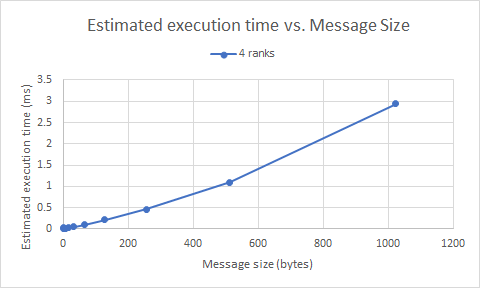 Estimated execution time vs. Message Size
4 ranks
Estimated execution time (ms)
3.5
3
2.5
2
1.5
1
0.5
0
0 200 400 600 800 1000 1200
Message size (bytes)